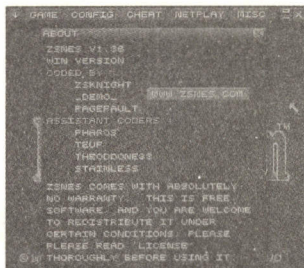 GAME CONFIG CHEAT NETPLAY MISC
ABOUT
ZSNES V1.36
WIN VERSION
CODED BY:
ZSKNIGHT
_DEMO_
PAGEFAULT
WWW.ZSNES.COM
ASSISTANT CODERS
PHAROS
TEUF
THEODDONE33
STAINLESS
ZSNES COMES WITH ABSOLUTELY
NO WARRANTY. THIS IS FREE
SOFTWARE, AND YOU ARE WELCOME
TO REDISTRIBUTE IT UNDER
CERTAIN CONDITIONS. PLEASE
PLEASE READ 'LICENSE'
THOROUGHLY BEFORE USING IT